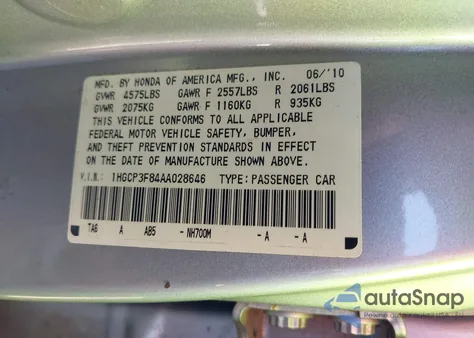 MFD. BY HONDA OF AMERICA MFG., INC. 06/'10
GVWR 4575LBS GAWR F 2557LBS R 2061LBS
GVWR 2075KG GAWR F 1160KG R 935KG
THIS VEHICLE CONFORMS TO ALL APPLICABLE
FEDERAL MOTOR VEHICLE SAFETY, BUMPER,
AND THEFT PREVENTION STANDARDS IN EFFECT
ON THE DATE OF MANUFACTURE SHOWN ABOVE.
V.I.N.: 1HGCP3F84AA028646 TYPE: PASSENGER CAR
TA6 A AB5 -NH700M -A -A
autoSnap